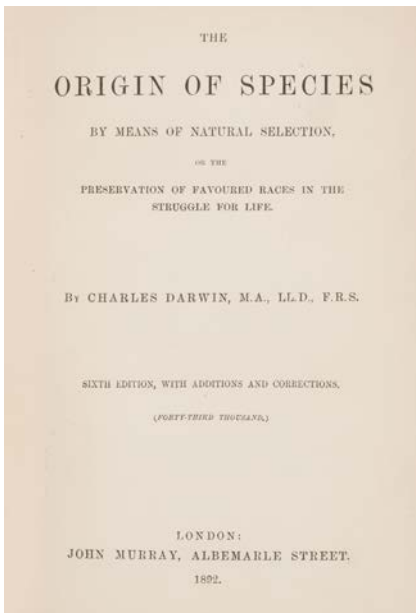 THE
ORIGIN OF SPECIES
BY MEANS OF NATURAL SELECTION,
OR THE
PRESERVATION OF FAVOURED RACES IN THE
STRUGGLE FOR LIFE.
BY CHARLES DARWIN, M.A., LL.D., F.R.S.
SIXTH EDITION, WITH ADDITIONS AND CORRECTIONS.
(FORTY-THIRD THOUSAND.)
LONDON:
JOHN MURRAY, ALBEMARLE STREET.
1892.